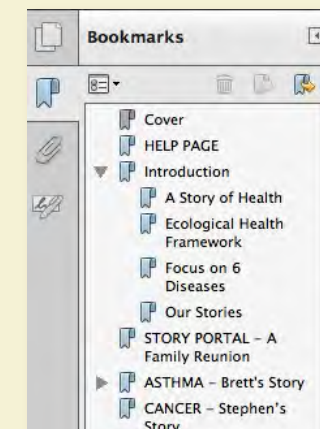 Bookmarks
Cover
HELP PAGE
Introduction
A Story of Health
Ecological Health
Framework
Focus on 6
Diseases
Our Stories
STORY PORTAL – A
Family Reunion
ASTHMA – Brett's Story
CANCER – Stephen's
Story